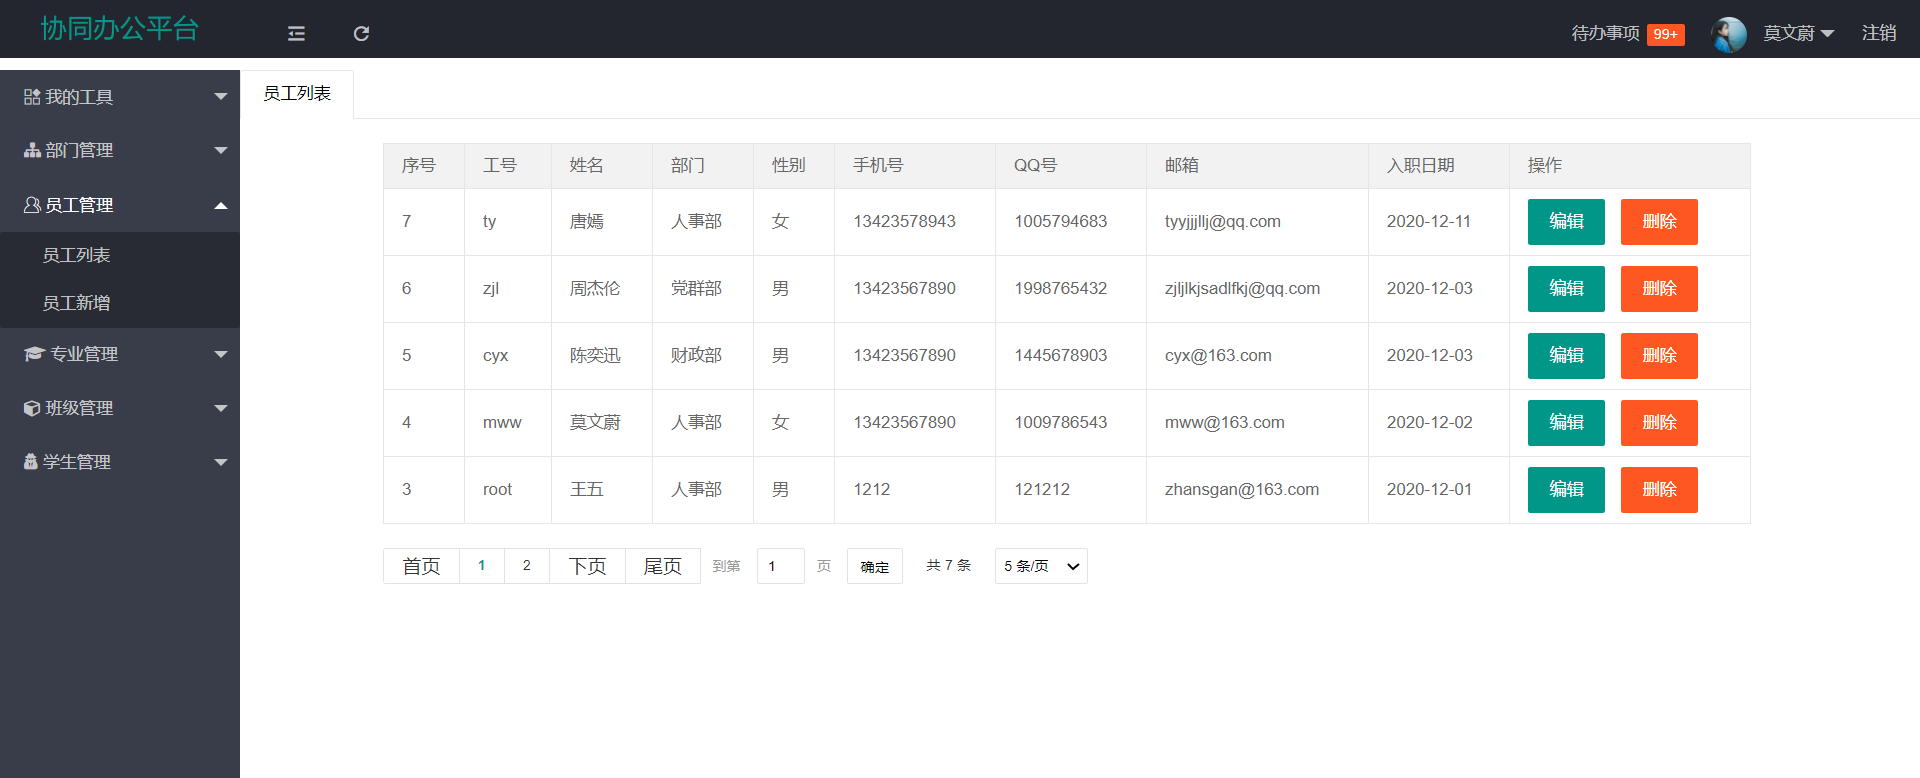 协同办公平台 待办事项 99+ 莫文蔚 注销
我的工具
部门管理
员工管理
员工列表
员工新增
专业管理
班级管理
学生管理
员工列表
序号 工号 姓名 部门 性别 手机号 QQ号 邮箱 入职日期 操作
7 ty 唐嫣 人事部 女 13423578943 1005794683 tyyjjjllj@qq.com 2020-12-11 编辑 删除
6 zjl 周杰伦 党群部 男 13423567890 1998765432 zjljlkjsadlfkj@qq.com 2020-12-03 编辑 删除
5 cyx 陈奕迅 财政部 男 13423567890 1445678903 cyx@163.com 2020-12-03 编辑 删除
4 mww 莫文蔚 人事部 女 13423567890 1009786543 mww@163.com 2020-12-02 编辑 删除
3 root 王五 人事部 男 1212 121212 zhansgan@163.com 2020-12-01 编辑 删除
首页 1 2 下页 尾页 到第 1 页 确定 共 7 条 5 条/页